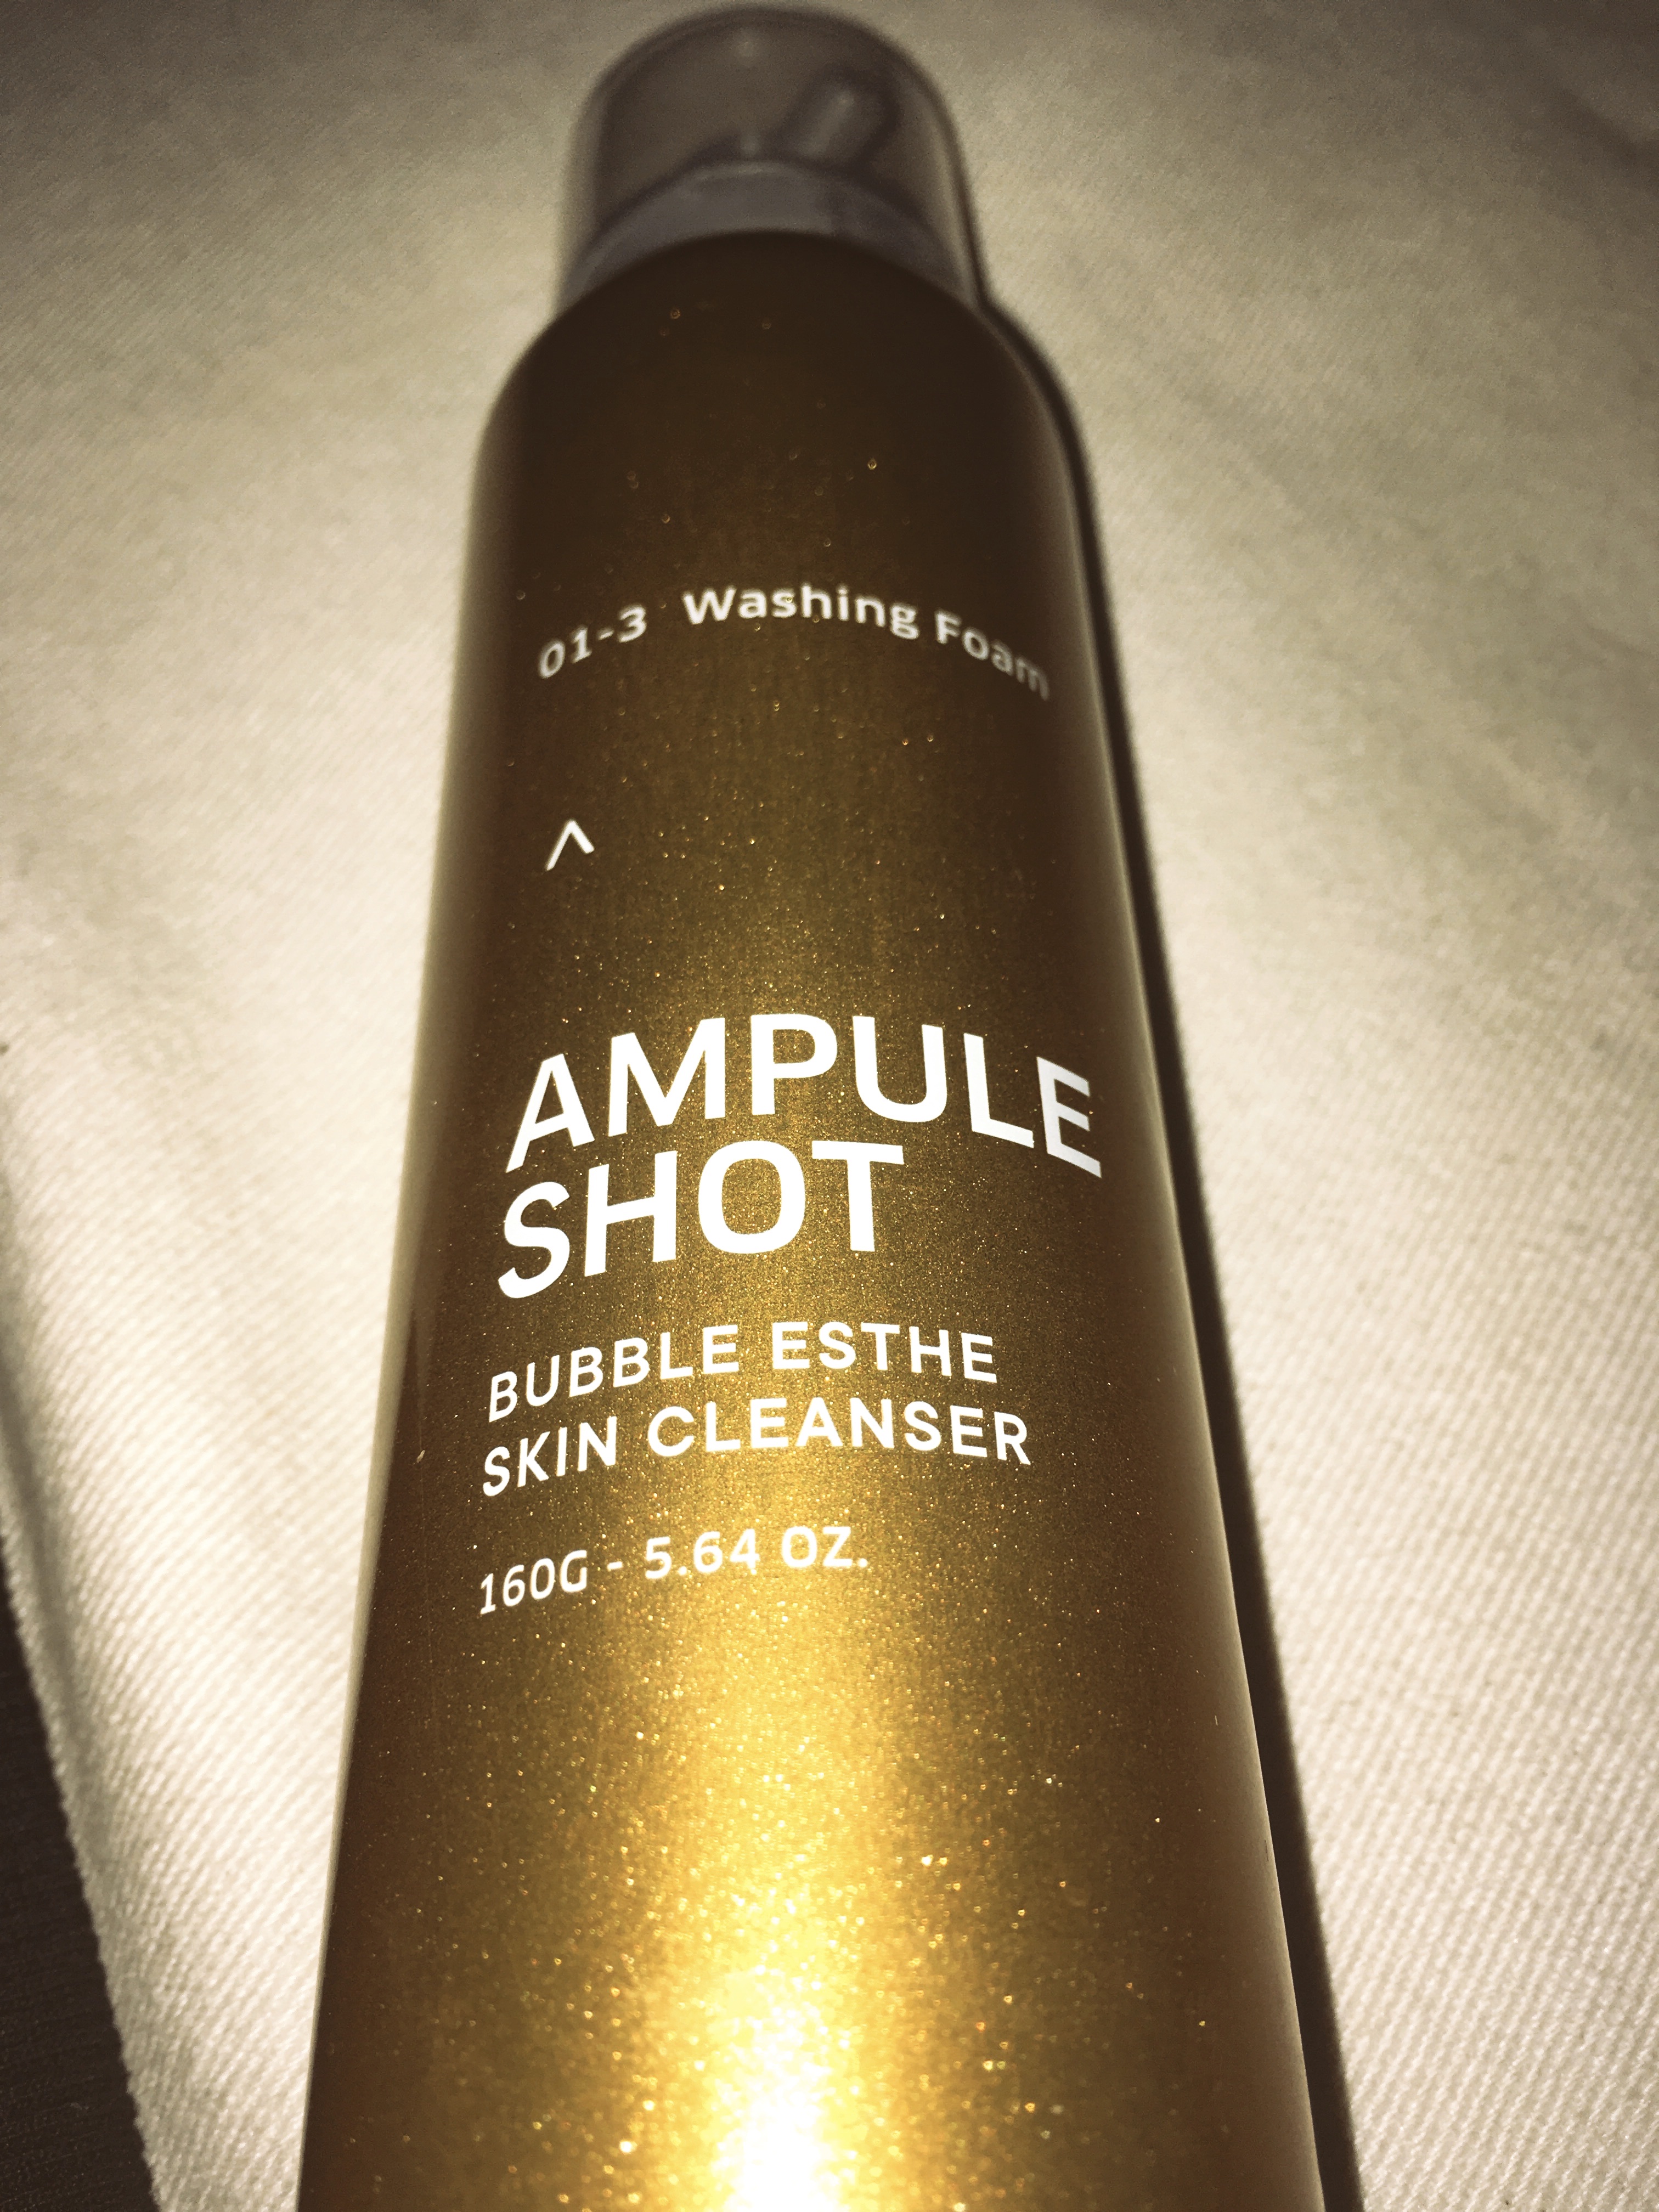 01-3 Washing Foam
^
AMPULE
SHOT
BUBBLE ESTHE
SKIN CLEANSER
160G - 5.64 OZ.